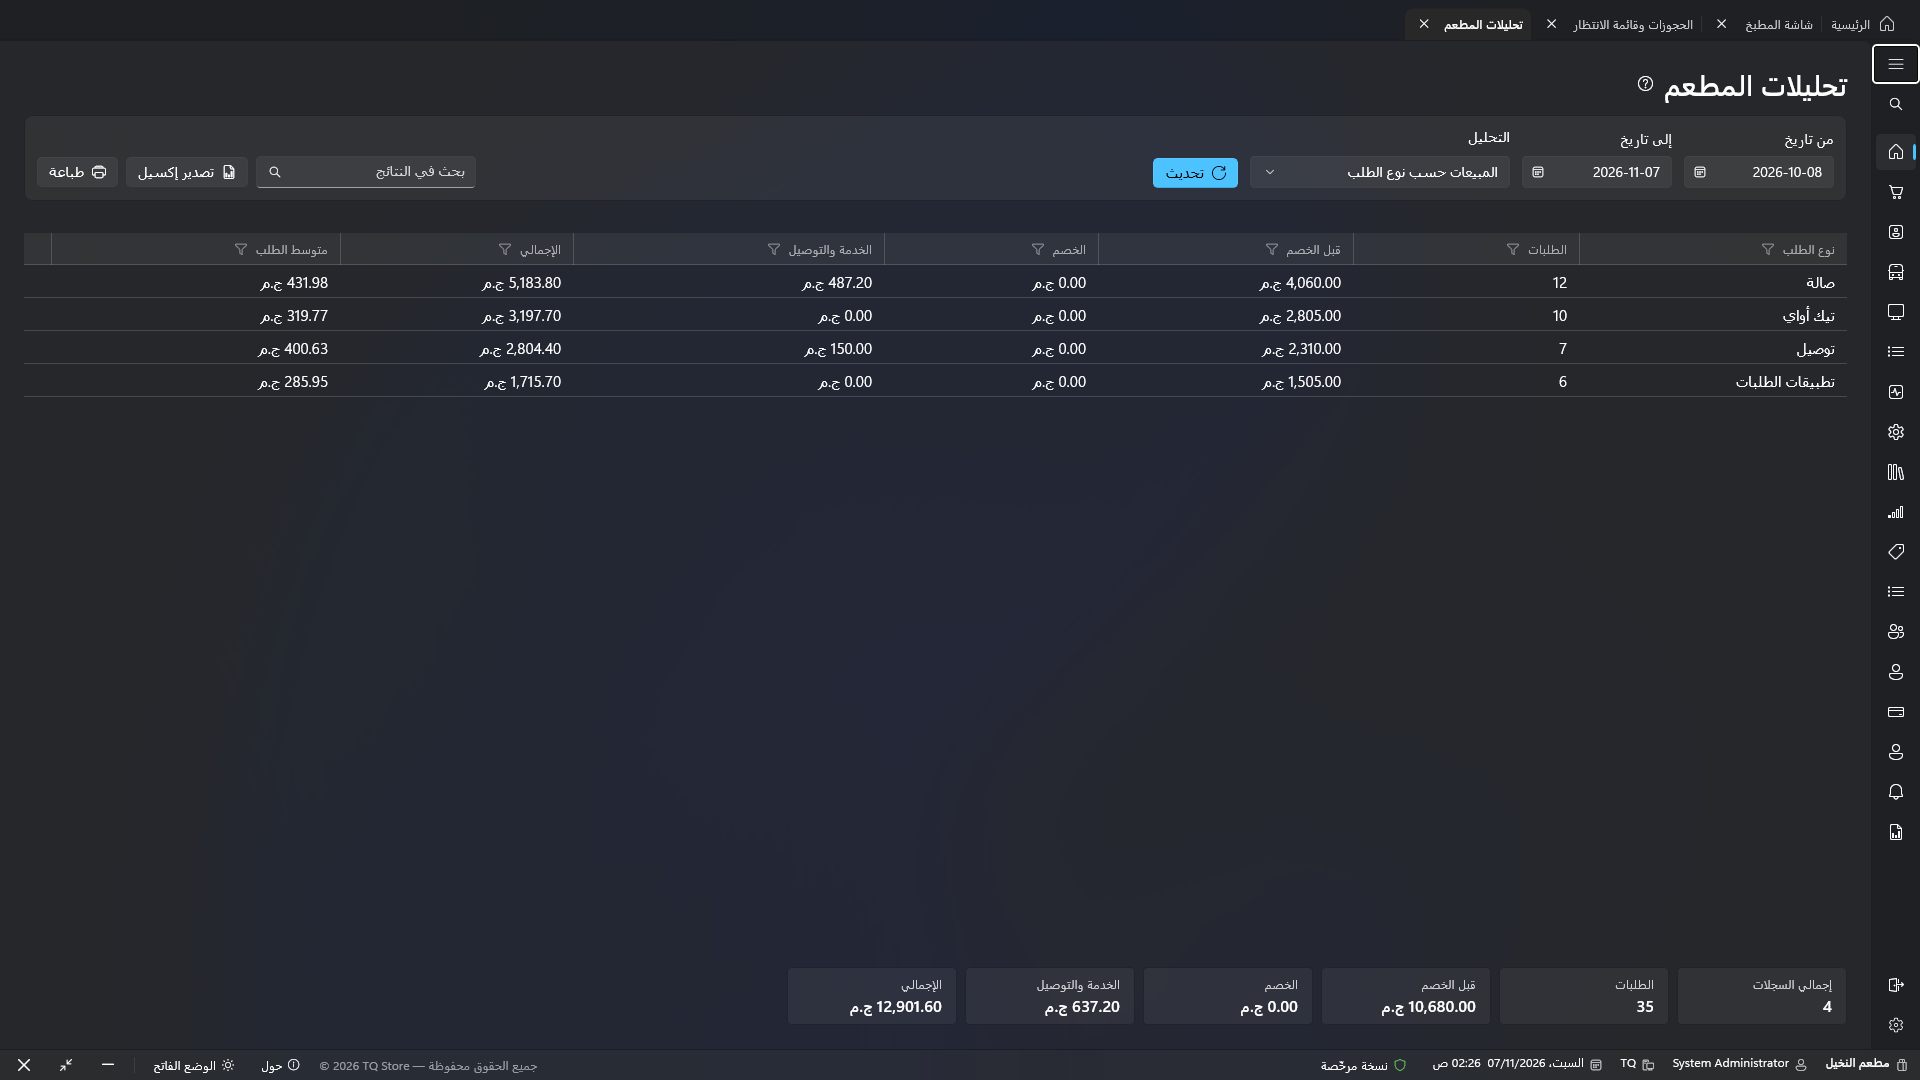 الرئيسية
شاشة المطبخ
الحجوزات وقائمة الانتظار
تحليلات المطعم
تحليلات المطعم
من تاريخ
2026-10-08
إلى تاريخ
2026-11-07
التحليل
المبيعات حسب نوع الطلب
تحديث
بحث في النتائج
تصدير إكسيل
طباعة
نوع الطلب الطلبات قبل الخصم الخصم الخدمة والتوصيل الإجمالي متوسط الطلب
صالة 12 4,060.00 ج.م 0.00 ج.م 487.20 ج.م 5,183.80 ج.م 431.98 ج.م
تيك أواي 10 2,805.00 ج.م 0.00 ج.م 0.00 ج.م 3,197.70 ج.م 319.77 ج.م
توصيل 7 2,310.00 ج.م 0.00 ج.م 150.00 ج.م 2,804.40 ج.م 400.63 ج.م
تطبيقات الطلبات 6 1,505.00 ج.م 0.00 ج.م 0.00 ج.م 1,715.70 ج.م 285.95 ج.م
إجمالي السجلات
4
الطلبات
35
قبل الخصم
10,680.00 ج.م
الخصم
0.00 ج.م
الخدمة والتوصيل
637.20 ج.م
الإجمالي
12,901.60 ج.م
مطعم النخيل
System Administrator
TQ
السبت، 07/11/2026 02:26 ص
نسخة مرخّصة
جميع الحقوق محفوظة — TQ Store 2026 ©
حول
الوضع الفاتح